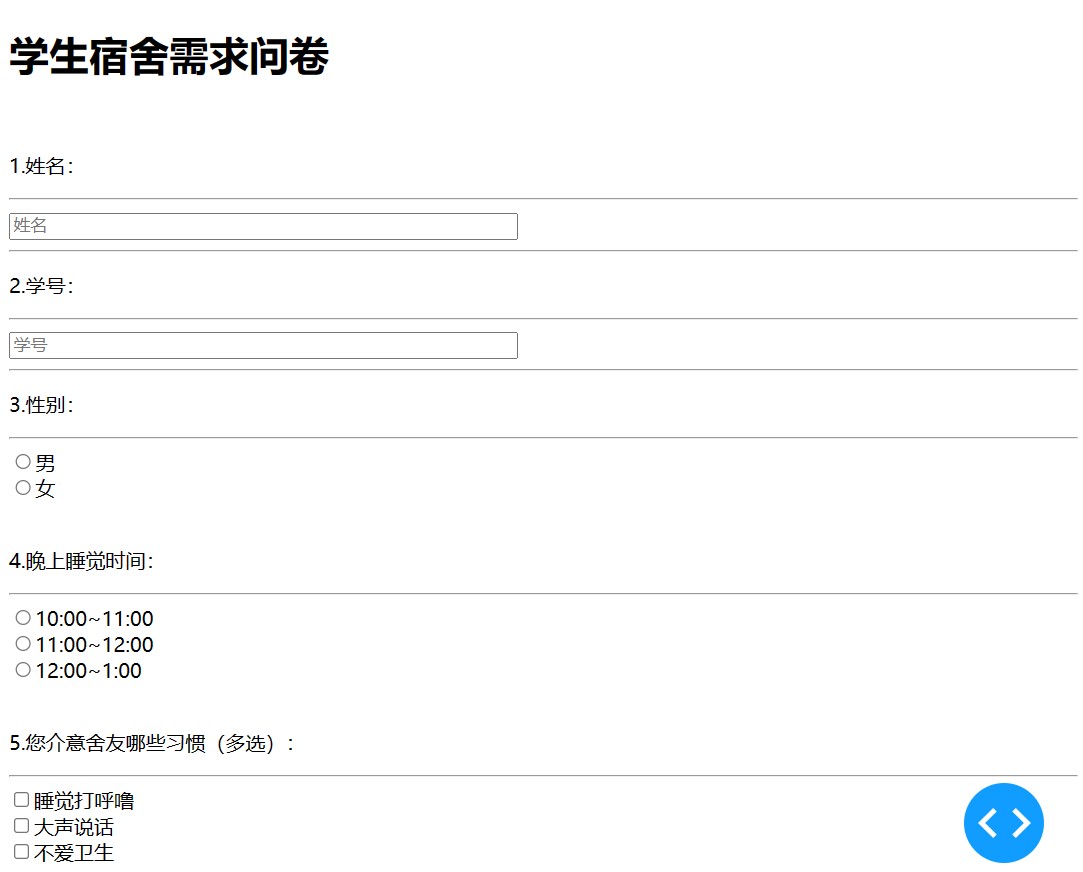 学生宿舍需求问卷
1.姓名：
姓名
2.学号：
学号
3.性别：
男
女
4.晚上睡觉时间：
10:00~11:00
11:00~12:00
12:00~1:00
5.您介意舍友哪些习惯（多选）：
睡觉打呼噜
大声说话
不爱卫生